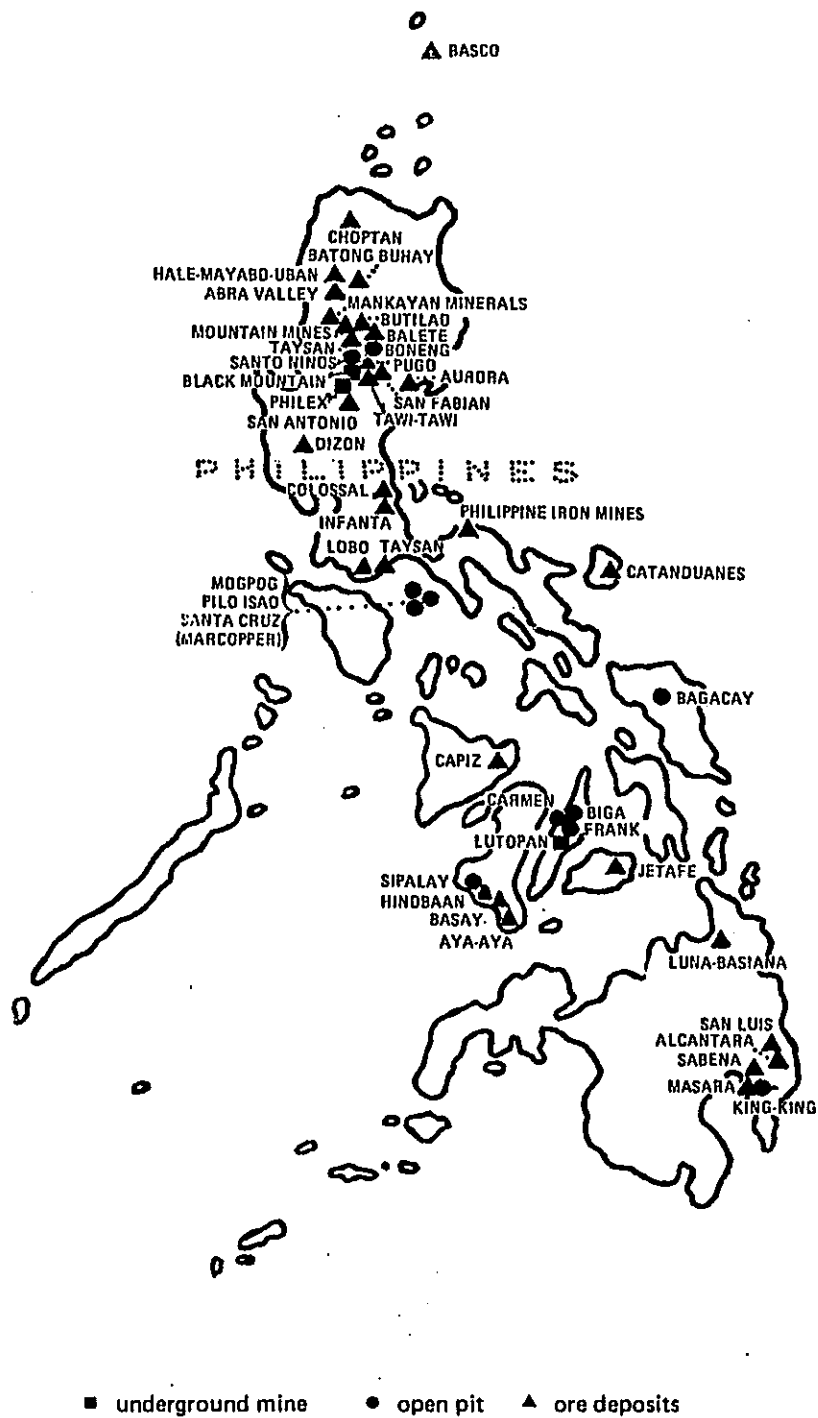 BASCO
CHOPTAN
BATONG BUHAY
HALE-MAYABO-UBAN
ABRA VALLEY
MANKAYAN MINERALS
BUTILAO
MOUNTAIN MINES
BALETE
TAYSAN
BONENG
SANTO NINOS
PUGO
BLACK MOUNTAIN
AURORA
PHILEX
SAN FABIAN
SAN ANTONIO
TAWI-TAWI
DIZON
PHILIPPINES
COLOSSAL
INFANTA
PHILIPPINE IRON MINES
LOBO
TAYSAN
CATANDUANES
MOGPOG
PILO ISAO
SANTA CRUZ
(MARCOPPER)
BAGACAY
CAPIZ
CARMEN
BIGA
FRANK
LUTOPAN
JETAFE
SIPALAY
HINOBAAN
BASAY-
AYA-AYA
LUNA-BASIANA
SAN LUIS
ALCANTARA
SABENA
MASARA
KING-KING
underground mine
open pit
ore deposits